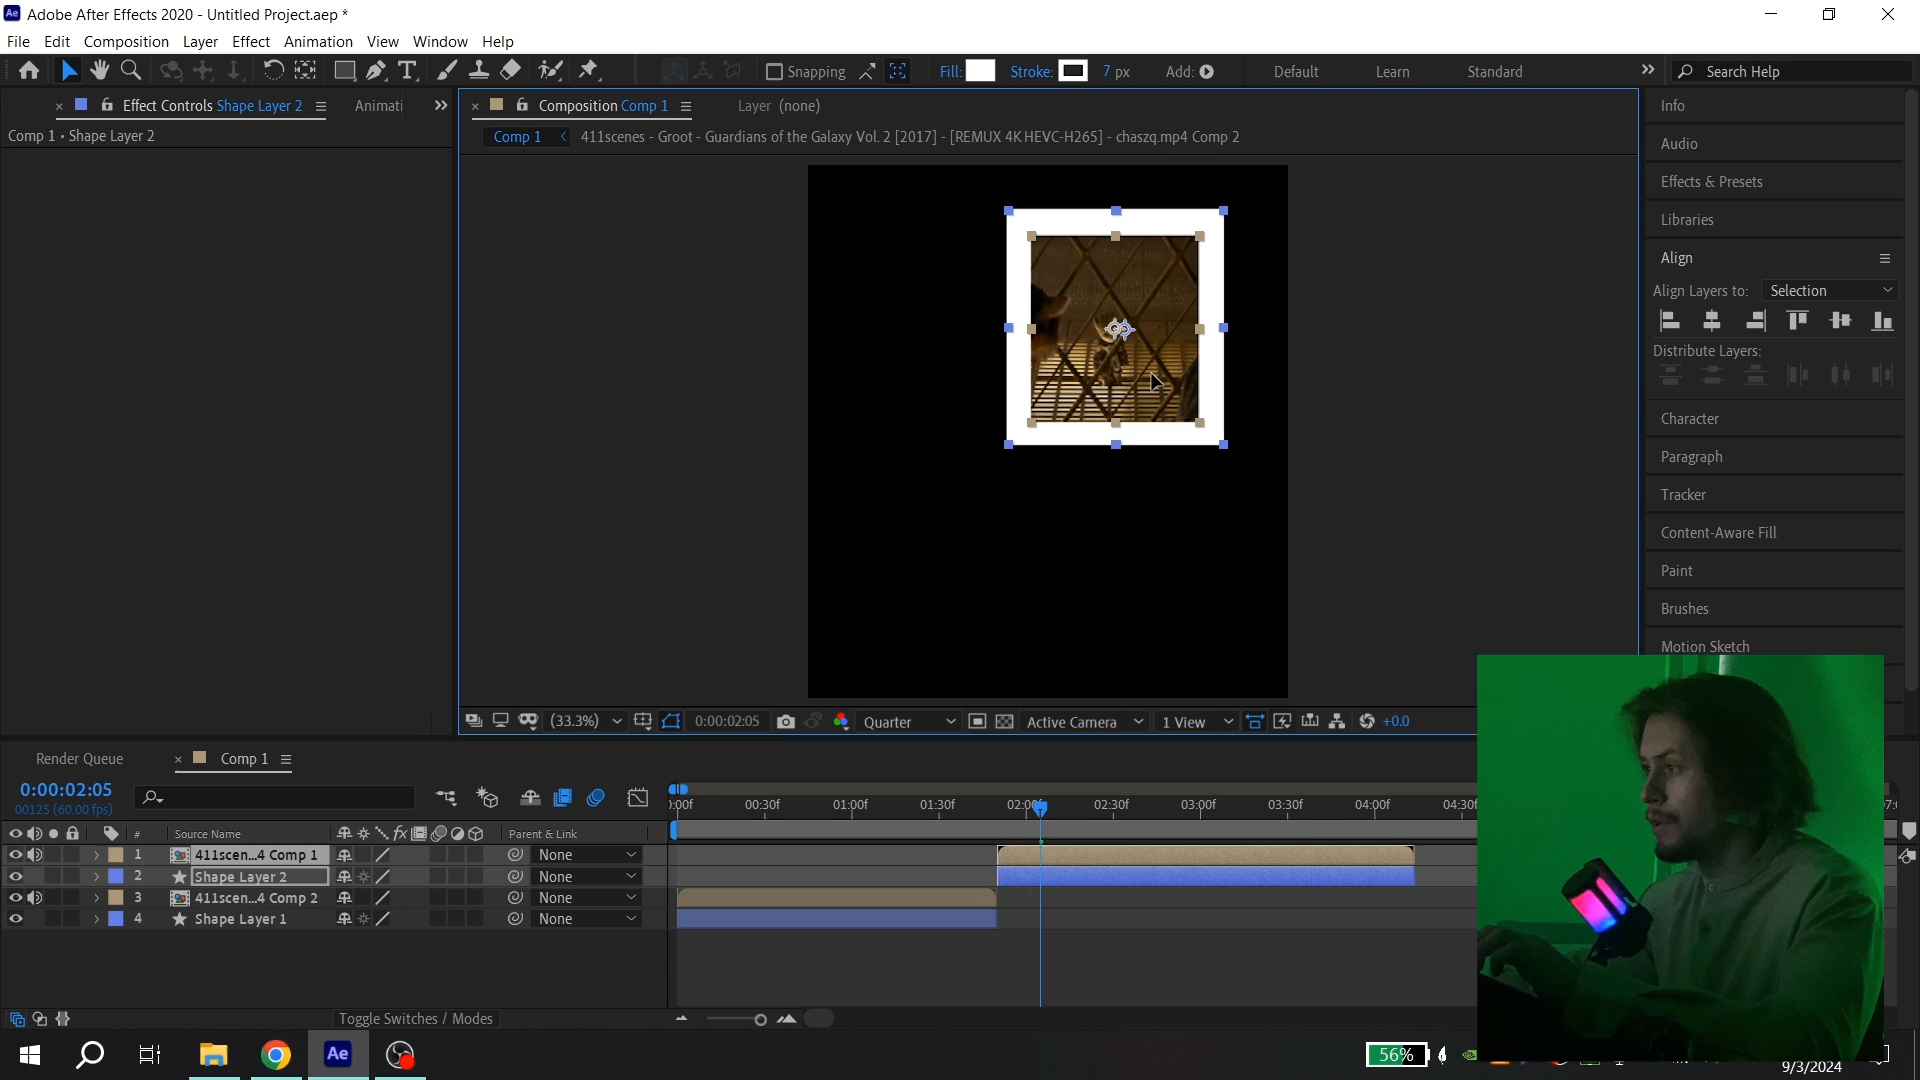 Adobe After Effects 2020 - Untitled Project.aep *
File Edit Composition Layer Effect Animation View Window Help
Snapping Fill: Stroke: 7 px Add: Default Learn Standard Search Help
Effect Controls Shape Layer 2 Animati
Composition Comp 1 Layer (none)
Comp 1 • Shape Layer 2
Comp 1 411scenes - Groot - Guardians of the Galaxy Vol. 2 [2017] - [REMUX 4K HEVC-H265] - chaszq.mp4 Comp 2
Info
Audio
Effects & Presets
Libraries
Align
Align Layers to: Selection
Distribute Layers:
Character
Paragraph
Tracker
Content-Aware Fill
Paint
Brushes
Motion Sketch
(33.3%) 0:00:02:05 Quarter Active Camera 1 View +0.0
Render Queue Comp 1
0:00:02:05
00125 (60.00 fps)
:00f 00:30f 01:00f 01:30f 02:00f 02:30f 03:00f 03:30f 04:00f 04:30f
# Source Name fx Parent & Link
1 411scen...4 Comp 1 None
2 Shape Layer 2 None
3 411scen...4 Comp 2 None
4 Shape Layer 1 None
Toggle Switches / Modes
Ae
56%
9/3/2024